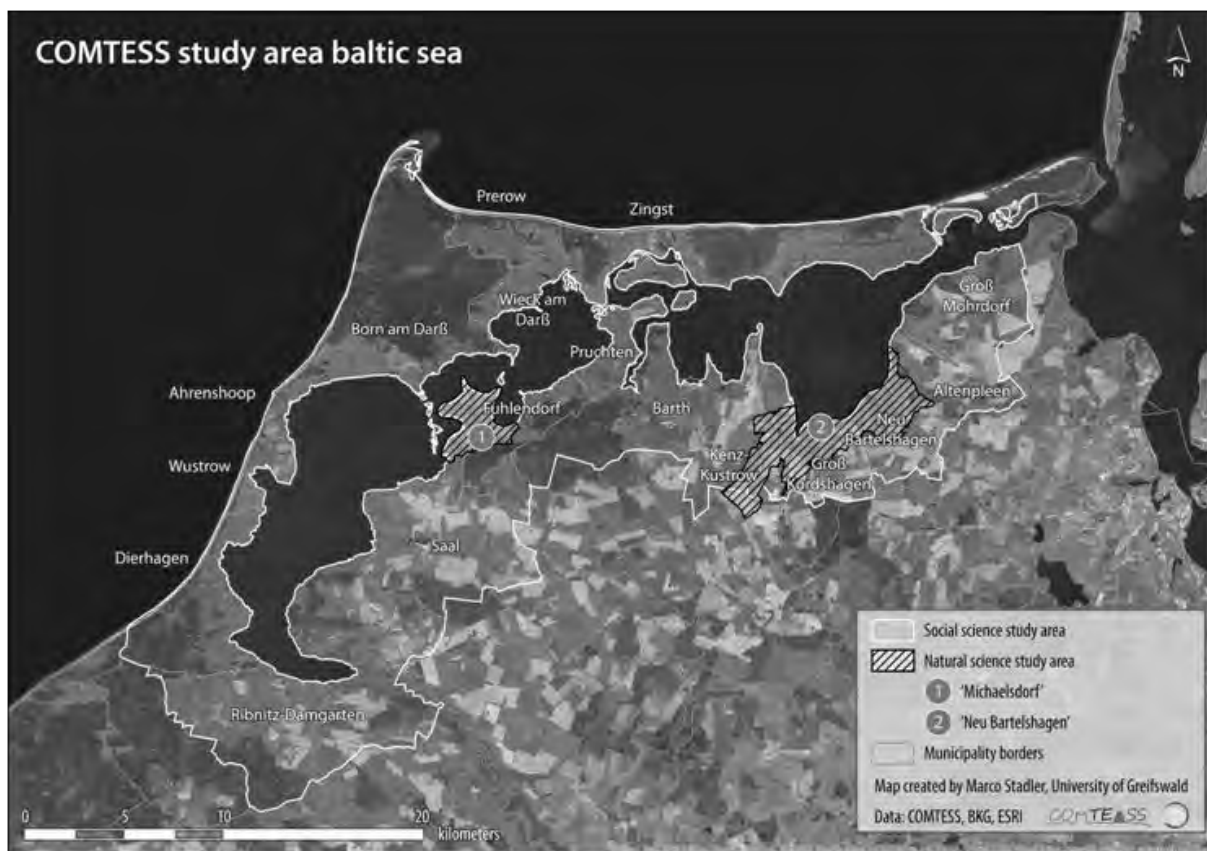 COMTESS study area baltic sea
N
Prerow
Zingst
Groß
Mohrdorf
Wieck am
Darß
Born am Darß
Pruchten
Ahrenshoop
Fuhlendorf
Barth
Altenpleen
1
2
Neu
Bartelshagen
Kenz-
Küstrow
Groß
Kordshagen
Wustrow
Saal
Dierhagen
Ribnitz-Damgarten
0 5 10 20
kilometers
Social science study area
Natural science study area
1 'Michaelsdorf'
2 'Neu Bartelshagen'
Municipality borders
Map created by Marco Stadler, University of Greifswald
Data: COMTESS, BKG, ESRI COMTESS